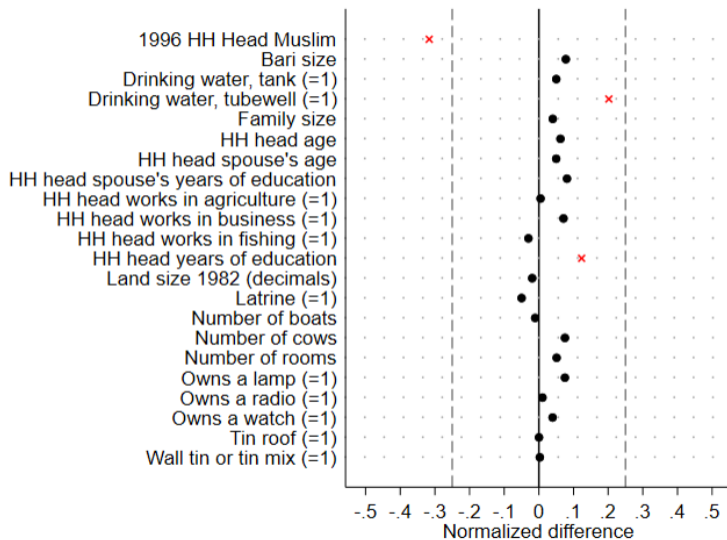 1996 HH Head Muslim
Bari size
Drinking water, tank (=1)
Drinking water, tubewell (=1)
Family size
HH head age
HH head spouse's age
HH head spouse's years of education
HH head works in agriculture (=1)
HH head works in business (=1)
HH head works in fishing (=1)
HH head years of education
Land size 1982 (decimals)
Latrine (=1)
Number of boats
Number of cows
Number of rooms
Owns a lamp (=1)
Owns a radio (=1)
Owns a watch (=1)
Tin roof (=1)
Wall tin or tin mix (=1)
-.5 -.4 -.3 -.2 -.1 0 .1 .2 .3 .4 .5
Normalized difference